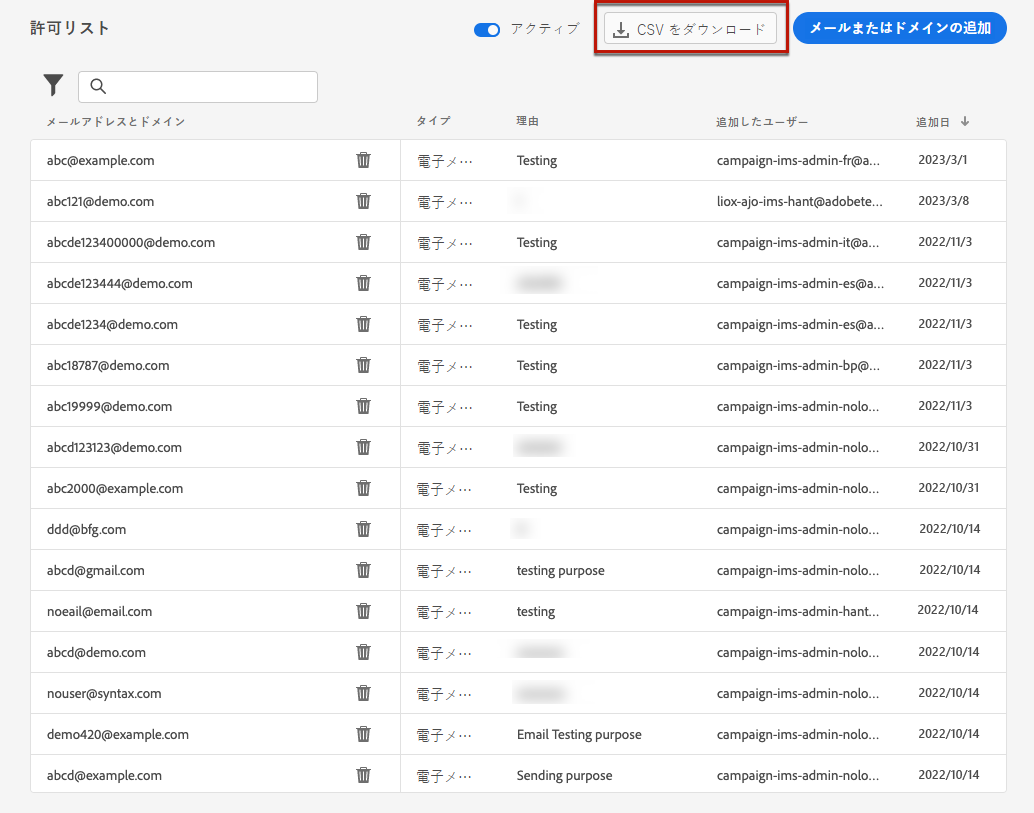 許可リスト アクティブ CSV をダウンロード メールまたはドメインの追加
メールアドレスとドメイン タイプ 理由 追加したユーザー 追加日
abc@example.com 電子メ… Testing campaign-ims-admin-fr@a... 2023/3/1
abc121@demo.com 電子メ… liox-ajo-ims-hant@adobete... 2023/3/8
abcde123400000@demo.com 電子メ… Testing campaign-ims-admin-it@a... 2022/11/3
abcde123444@demo.com 電子メ… campaign-ims-admin-es@a... 2022/11/3
abcde1234@demo.com 電子メ… Testing campaign-ims-admin-es@a... 2022/11/3
abc18787@demo.com 電子メ… Testing campaign-ims-admin-bp@... 2022/11/3
abc19999@demo.com 電子メ… Testing campaign-ims-admin-nolo... 2022/11/3
abcd123123@demo.com 電子メ… campaign-ims-admin-nolo... 2022/10/31
abc2000@example.com 電子メ… Testing campaign-ims-admin-nolo... 2022/10/31
ddd@bfg.com 電子メ… campaign-ims-admin-nolo... 2022/10/14
abcd@gmail.com 電子メ… testing purpose campaign-ims-admin-nolo... 2022/10/14
noeail@email.com 電子メ… testing campaign-ims-admin-hant... 2022/10/14
abcd@demo.com 電子メ… campaign-ims-admin-nolo... 2022/10/14
nouser@syntax.com 電子メ… campaign-ims-admin-nolo... 2022/10/14
demo420@example.com 電子メ… Email Testing purpose campaign-ims-admin-nolo... 2022/10/14
abcd@example.com 電子メ… Sending purpose campaign-ims-admin-nolo... 2022/10/14